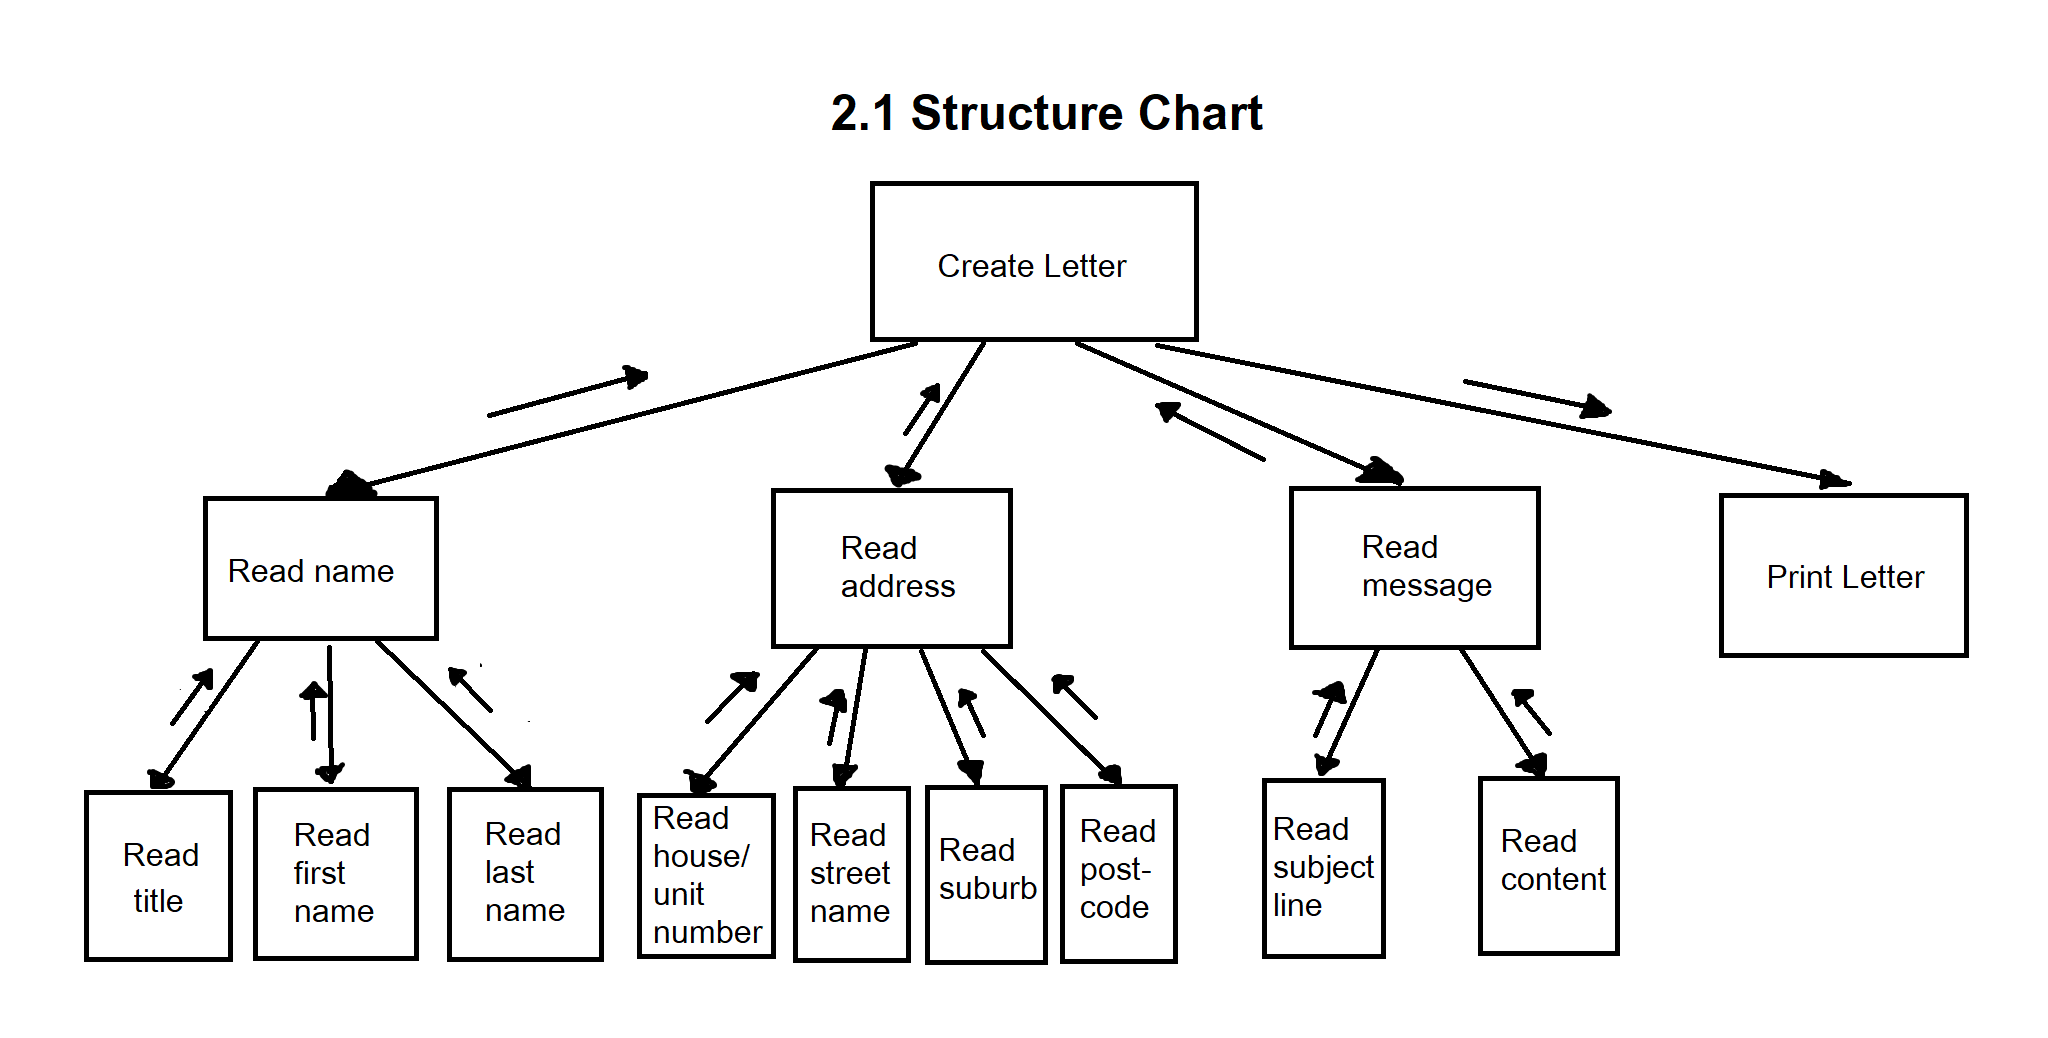 2.1 Structure Chart
Create Letter
Read name
Read
address
Read
message
Print Letter
Read
title
Read
first
name
Read
last
name
Read
house/
unit
number
Read
street
name
Read
suburb
Read
post-
code
Read
subject
line
Read
content